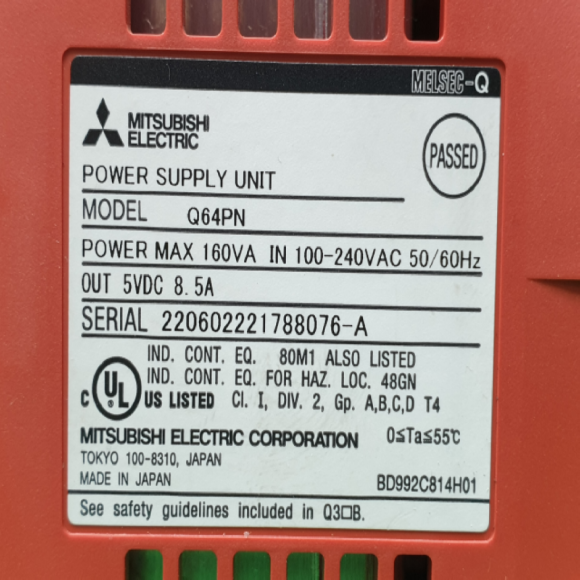 MELSEC-Q
MITSUBISHI
ELECTRIC
PASSED
POWER SUPPLY UNIT
MODEL Q64PN
POWER MAX 160VA IN 100-240VAC 50/60Hz
OUT 5VDC 8.5A
SERIAL 220602221788076-A
IND. CONT. EQ. 80M1 ALSO LISTED
IND. CONT. EQ. FOR HAZ. LOC. 48GN
C UL US LISTED Cl. I, DIV. 2, Gp. A,B,C,D T4
MITSUBISHI ELECTRIC CORPORATION 0≤Ta≤55℃
TOKYO 100-8310, JAPAN
MADE IN JAPAN BD992C814H01
See safety guidelines included in Q3□B.